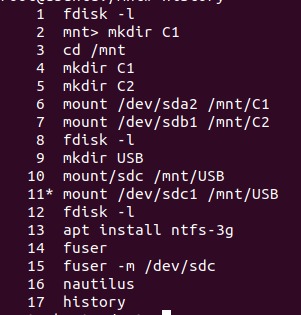 1 fdisk -l
2 mnt> mkdir C1
3 cd /mnt
4 mkdir C1
5 mkdir C2
6 mount /dev/sda2 /mnt/C1
7 mount /dev/sdb1 /mnt/C2
8 fdisk -l
9 mkdir USB
10 mount/sdc /mnt/USB
11* mount /dev/sdc1 /mnt/USB
12 fdisk -l
13 apt install ntfs-3g
14 fuser
15 fuser -m /dev/sdc
16 nautilus
17 history